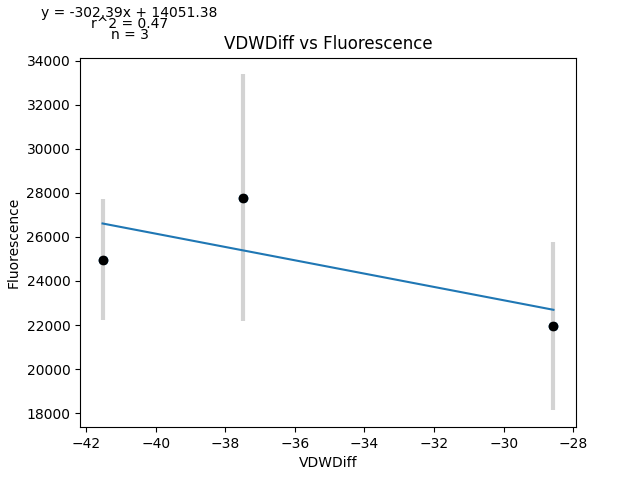 y = -302.39x + 14051.38
r^2 = 0.47
n = 3
VDWDiff vs Fluorescence
34000
32000
30000
28000
26000
24000
22000
20000
18000
Fluorescence
−42 −40 −38 −36 −34 −32 −30 −28
VDWDiff